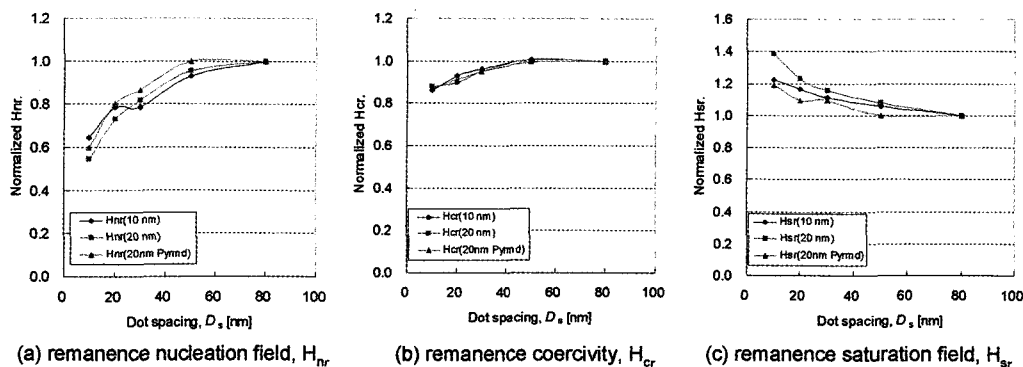 1.2
1.0
0.8
0.6
0.4
0.2
0.0
Normalized Hnr.
Hnr(10 nm)
Hnr(20 nm)
Hnr(20nm Pyrmd)
0 20 40 60 80 100
Dot spacing, Ds [nm]
(a) remanence nucleation field, Hnr
1.2
1.0
0.8
0.6
0.4
0.2
0.0
Normalized Hcr.
Hcr(10 nm)
Hcr(20 nm)
Hcr(20nm Pyrmd)
0 20 40 60 80 100
Dot spacing, Ds [nm]
(b) remanence coercivity, Hcr
1.6
1.4
1.2
1.0
0.8
0.6
0.4
0.2
0.0
Normalized Hsr.
Hsr(10 nm)
Hsr(20 nm)
Hsr(20nm Pyrmd)
0 20 40 60 80 100
Dot spacing, Ds [nm]
(c) remanence saturation field, Hsr